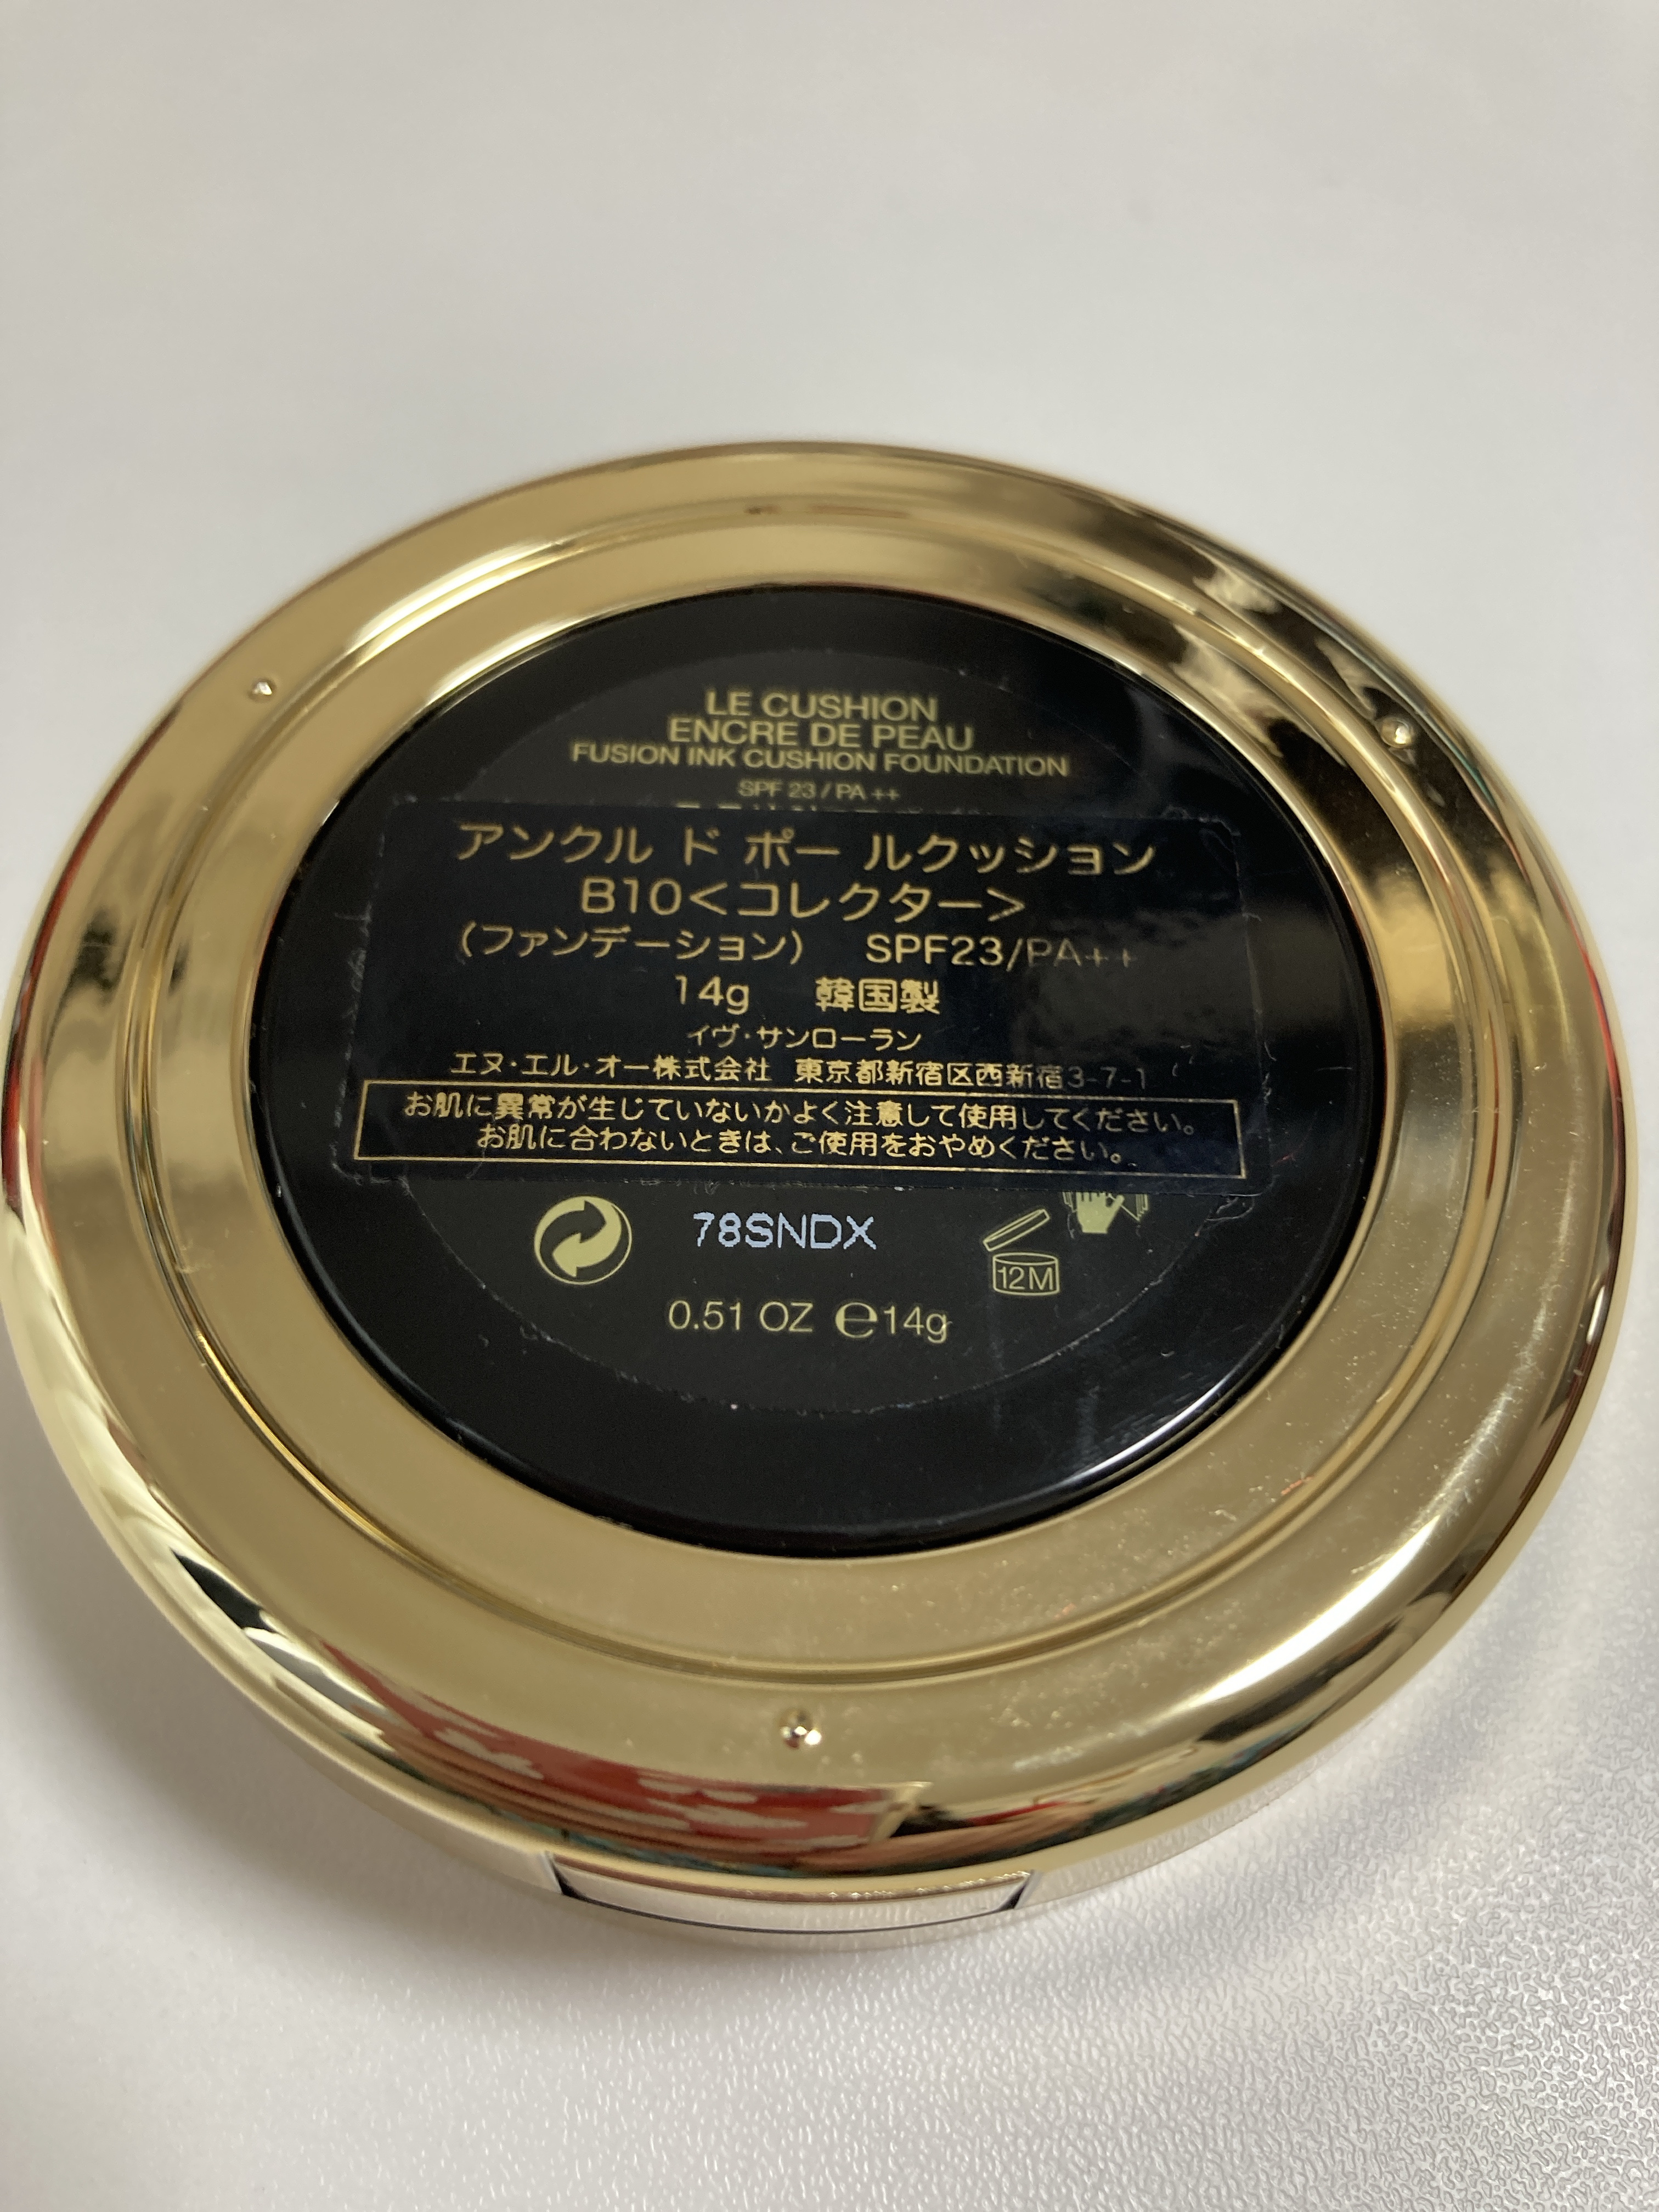 LE CUSHION
ENCRE DE PEAU
FUSION INK CUSHION FOUNDATION
SPF 23 / PA ++
アンクル ド ポー ルクッション
B10<コレクター>
(ファンデーション) SPF23/PA++
14g 韓国製
イヴ・サンローラン
エヌ・エル・オー株式会社 東京都新宿区西新宿3-7-1
お肌に異常が生じていないかよく注意して使用してください。
お肌に合わないときは、ご使用をおやめください。
78SNDX
12M
0.51 OZ ℮14g